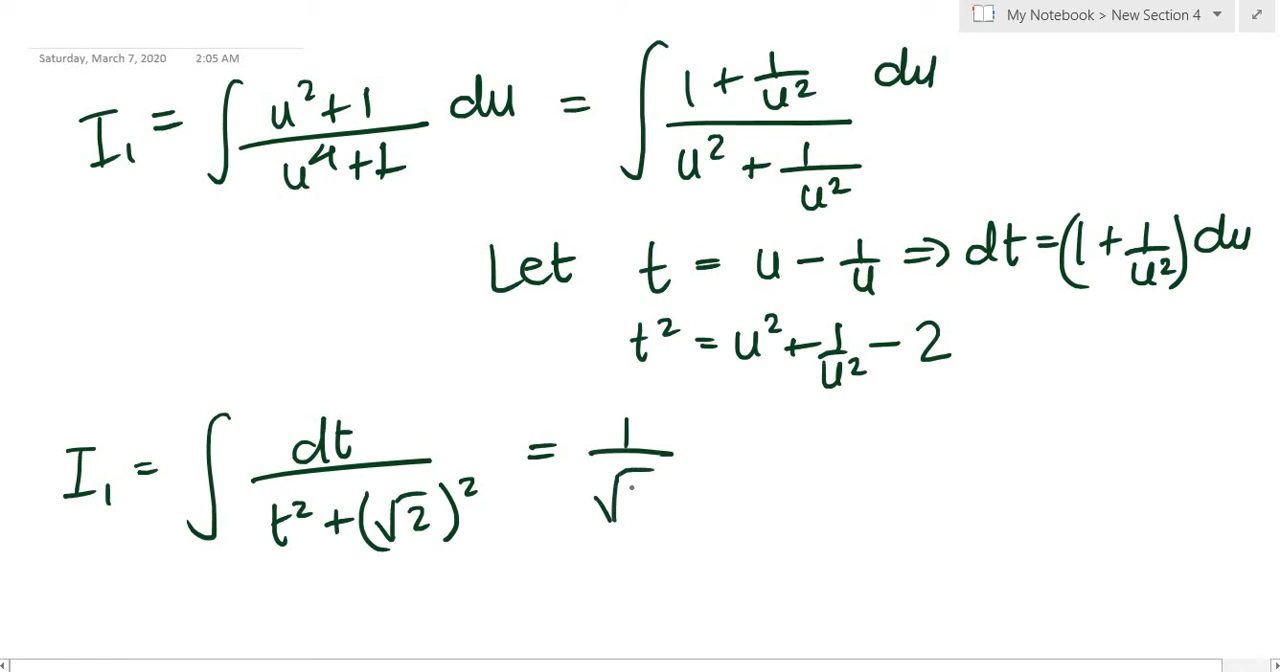 My Notebook > New Section 4
Saturday, March 7, 2020 2:05 AM
I₁ = ∫ (u² + 1)/(u⁴ + 1) du = ∫ (1 + 1/u²)/(u² + 1/u²) du
Let t = u − 1/u ⇒ dt = (1 + 1/u²) du
t² = u² + 1/u² − 2
I₁ = ∫ dt/(t² + (√2)²) = 1/√